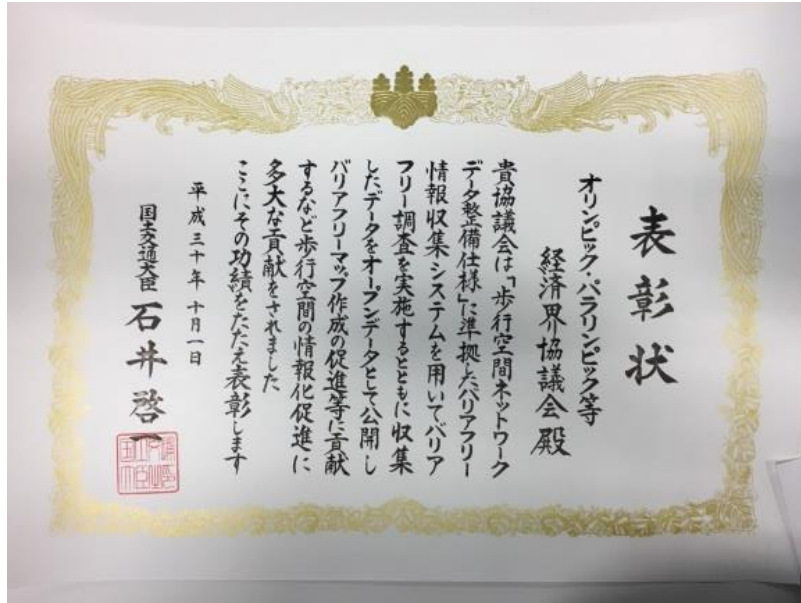 表彰状
オリンピック・パラリンピック等
経済界協議会殿
貴協議会は「歩行空間ネットワーク
データ整備仕様」に準拠したバリアフリー
情報収集システムを用いてバリア
フリー調査を実施するとともに収集
したデータをオープンデータとして公開し
バリアフリーマップ作成の促進等に貢献
するなど歩行空間の情報化促進に
多大な貢献をされました
ここにその功績をたたえ表彰します
平成三十年十月一日
国土交通大臣 石井啓一